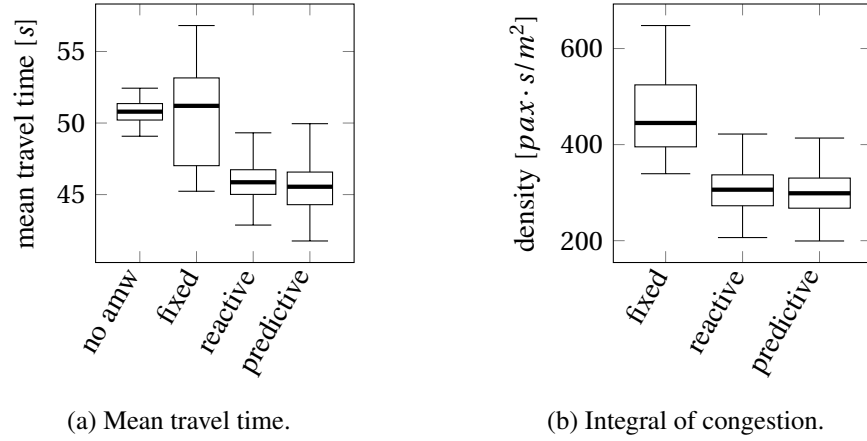 mean travel time [s]
55
50
45
no amw
fixed
reactive
predictive
(a) Mean travel time.
density [pax · s/m²]
600
400
200
fixed
reactive
predictive
(b) Integral of congestion.